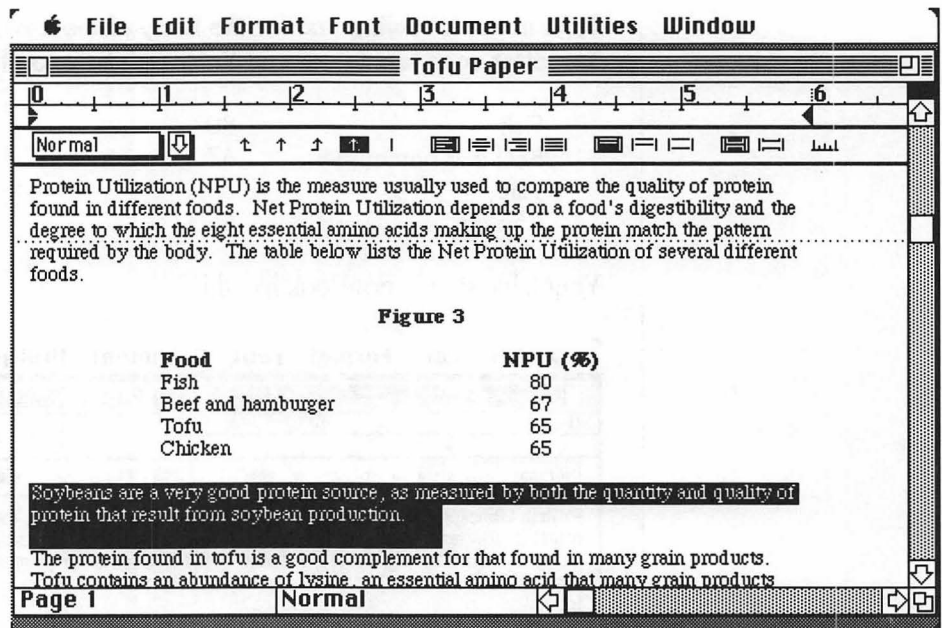 File Edit Format Font Document Utilities Window
Tofu Paper
0 1 2 3 4 5 6
Normal
Protein Utilization (NPU) is the measure usually used to compare the quality of protein
found in different foods. Net Protein Utilization depends on a food's digestibility and the
degree to which the eight essential amino acids making up the protein match the pattern
required by the body. The table below lists the Net Protein Utilization of several different
foods.
Figure 3
Food NPU (%)
Fish 80
Beef and hamburger 67
Tofu 65
Chicken 65
Soybeans are a very good protein source, as measured by both the quantity and quality of
protein that result from soybean production.
The protein found in tofu is a good complement for that found in many grain products.
Tofu contains an abundance of lysine, an essential amino acid that many grain products
Page 1 Normal